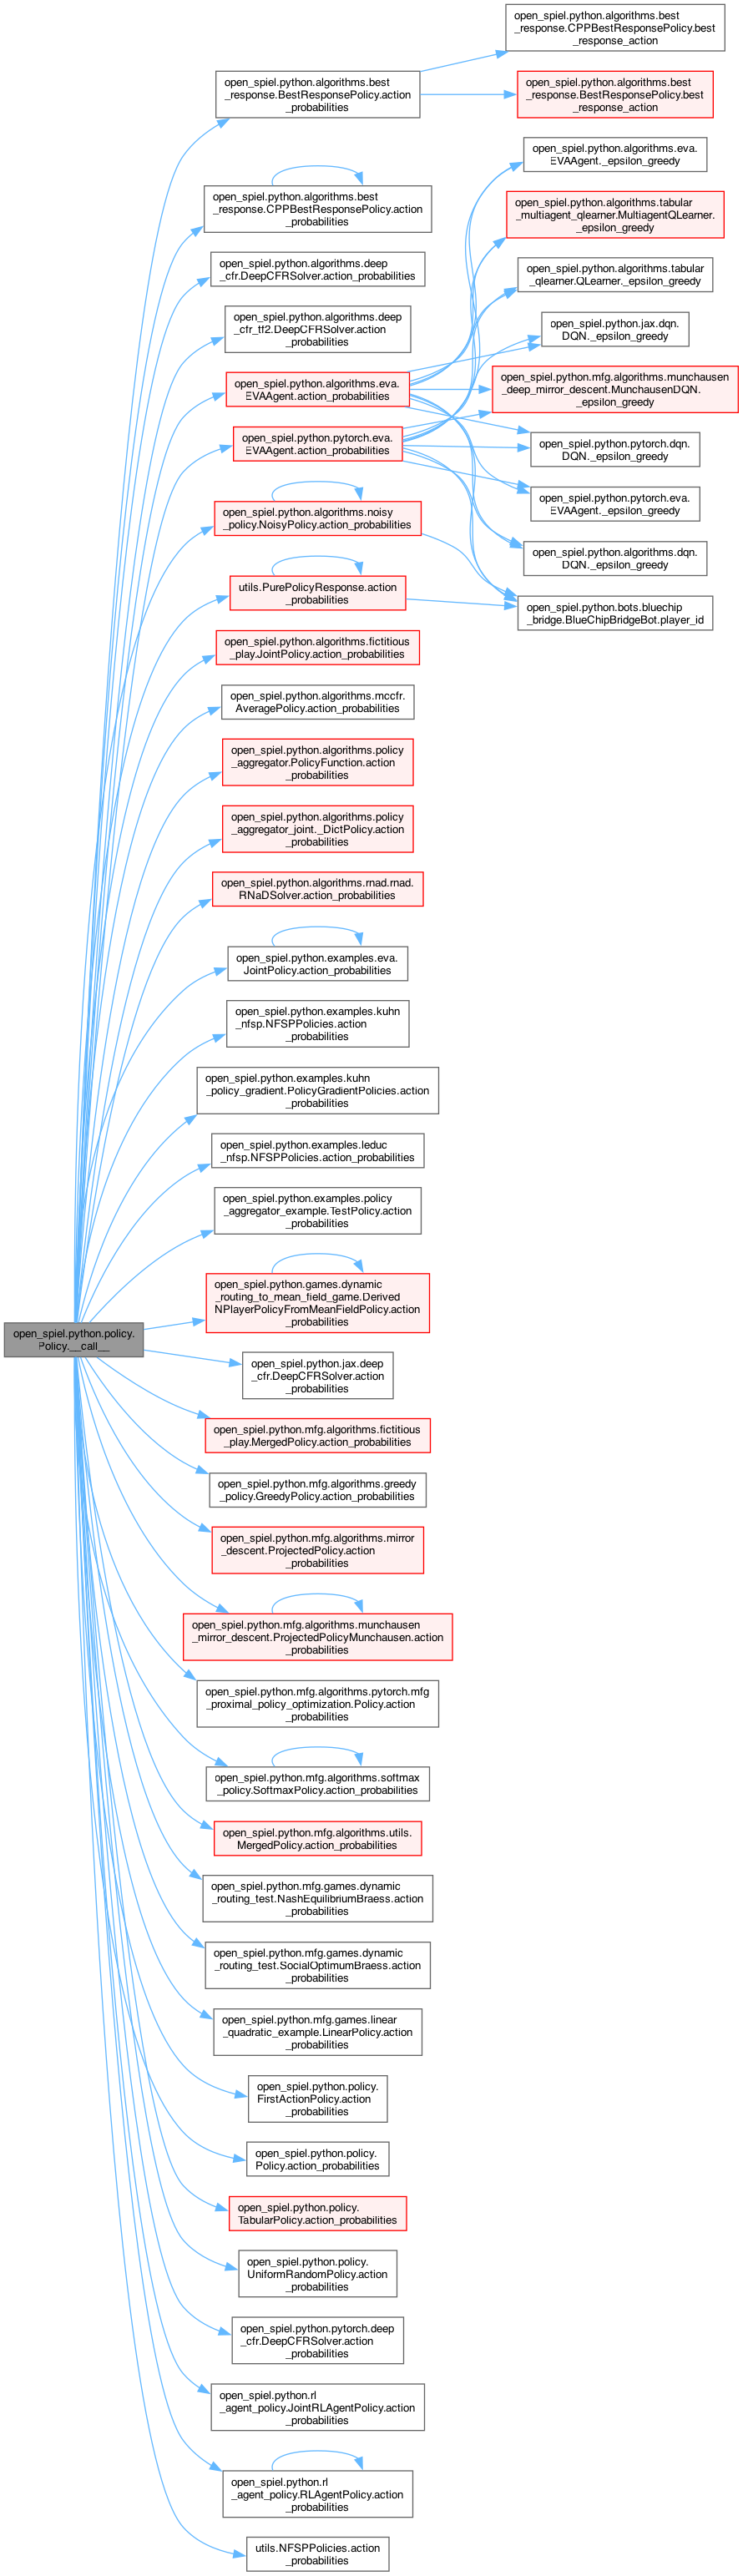 open_spiel.python.algorithms.best
_response.CPPBestResponsePolicy.best
_response_action
open_spiel.python.algorithms.best
_response.BestResponsePolicy.action
_probabilities
open_spiel.python.algorithms.best
_response.BestResponsePolicy.best
_response_action
open_spiel.python.algorithms.eva.
EVAAgent._epsilon_greedy
open_spiel.python.algorithms.best
_response.CPPBestResponsePolicy.action
_probabilities
open_spiel.python.algorithms.tabular
_multiagent_qlearner.MultiagentQLearner.
_epsilon_greedy
open_spiel.python.algorithms.deep
_cfr.DeepCFRSolver.action_probabilities
open_spiel.python.algorithms.tabular
_qlearner.QLearner._epsilon_greedy
open_spiel.python.algorithms.deep
_cfr_tf2.DeepCFRSolver.action
_probabilities
open_spiel.python.jax.dqn.
DQN._epsilon_greedy
open_spiel.python.algorithms.eva.
EVAAgent.action_probabilities
open_spiel.python.mfg.algorithms.munchausen
_deep_mirror_descent.MunchausenDQN.
_epsilon_greedy
open_spiel.python.pytorch.eva.
EVAAgent.action_probabilities
open_spiel.python.pytorch.dqn.
DQN._epsilon_greedy
open_spiel.python.pytorch.eva.
EVAAgent._epsilon_greedy
open_spiel.python.algorithms.noisy
_policy.NoisyPolicy.action_probabilities
open_spiel.python.algorithms.dqn.
DQN._epsilon_greedy
utils.PurePolicyResponse.action
_probabilities
open_spiel.python.bots.bluechip
_bridge.BlueChipBridgeBot.player_id
open_spiel.python.algorithms.fictitious
_play.JointPolicy.action_probabilities
open_spiel.python.algorithms.mccfr.
AveragePolicy.action_probabilities
open_spiel.python.algorithms.policy
_aggregator.PolicyFunction.action
_probabilities
open_spiel.python.algorithms.policy
_aggregator_joint._DictPolicy.action
_probabilities
open_spiel.python.algorithms.rnad.rnad.
RNaDSolver.action_probabilities
open_spiel.python.examples.eva.
JointPolicy.action_probabilities
open_spiel.python.examples.kuhn
_nfsp.NFSPPolicies.action
_probabilities
open_spiel.python.examples.kuhn
_policy_gradient.PolicyGradientPolicies.action
_probabilities
open_spiel.python.examples.leduc
_nfsp.NFSPPolicies.action_probabilities
open_spiel.python.examples.policy
_aggregator_example.TestPolicy.action
_probabilities
open_spiel.python.games.dynamic
_routing_to_mean_field_game.Derived
NPlayerPolicyFromMeanFieldPolicy.action
_probabilities
open_spiel.python.policy.
Policy.__call__
open_spiel.python.jax.deep
_cfr.DeepCFRSolver.action
_probabilities
open_spiel.python.mfg.algorithms.fictitious
_play.MergedPolicy.action_probabilities
open_spiel.python.mfg.algorithms.greedy
_policy.GreedyPolicy.action_probabilities
open_spiel.python.mfg.algorithms.mirror
_descent.ProjectedPolicy.action
_probabilities
open_spiel.python.mfg.algorithms.munchausen
_mirror_descent.ProjectedPolicyMunchausen.action
_probabilities
open_spiel.python.mfg.algorithms.pytorch.mfg
_proximal_policy_optimization.Policy.action
_probabilities
open_spiel.python.mfg.algorithms.softmax
_policy.SoftmaxPolicy.action_probabilities
open_spiel.python.mfg.algorithms.utils.
MergedPolicy.action_probabilities
open_spiel.python.mfg.games.dynamic
_routing_test.NashEquilibriumBraess.action
_probabilities
open_spiel.python.mfg.games.dynamic
_routing_test.SocialOptimumBraess.action
_probabilities
open_spiel.python.mfg.games.linear
_quadratic_example.LinearPolicy.action
_probabilities
open_spiel.python.policy.
FirstActionPolicy.action
_probabilities
open_spiel.python.policy.
Policy.action_probabilities
open_spiel.python.policy.
TabularPolicy.action_probabilities
open_spiel.python.policy.
UniformRandomPolicy.action
_probabilities
open_spiel.python.pytorch.deep
_cfr.DeepCFRSolver.action
_probabilities
open_spiel.python.rl
_agent_policy.JointRLAgentPolicy.action
_probabilities
open_spiel.python.rl
_agent_policy.RLAgentPolicy.action
_probabilities
utils.NFSPPolicies.action
_probabilities